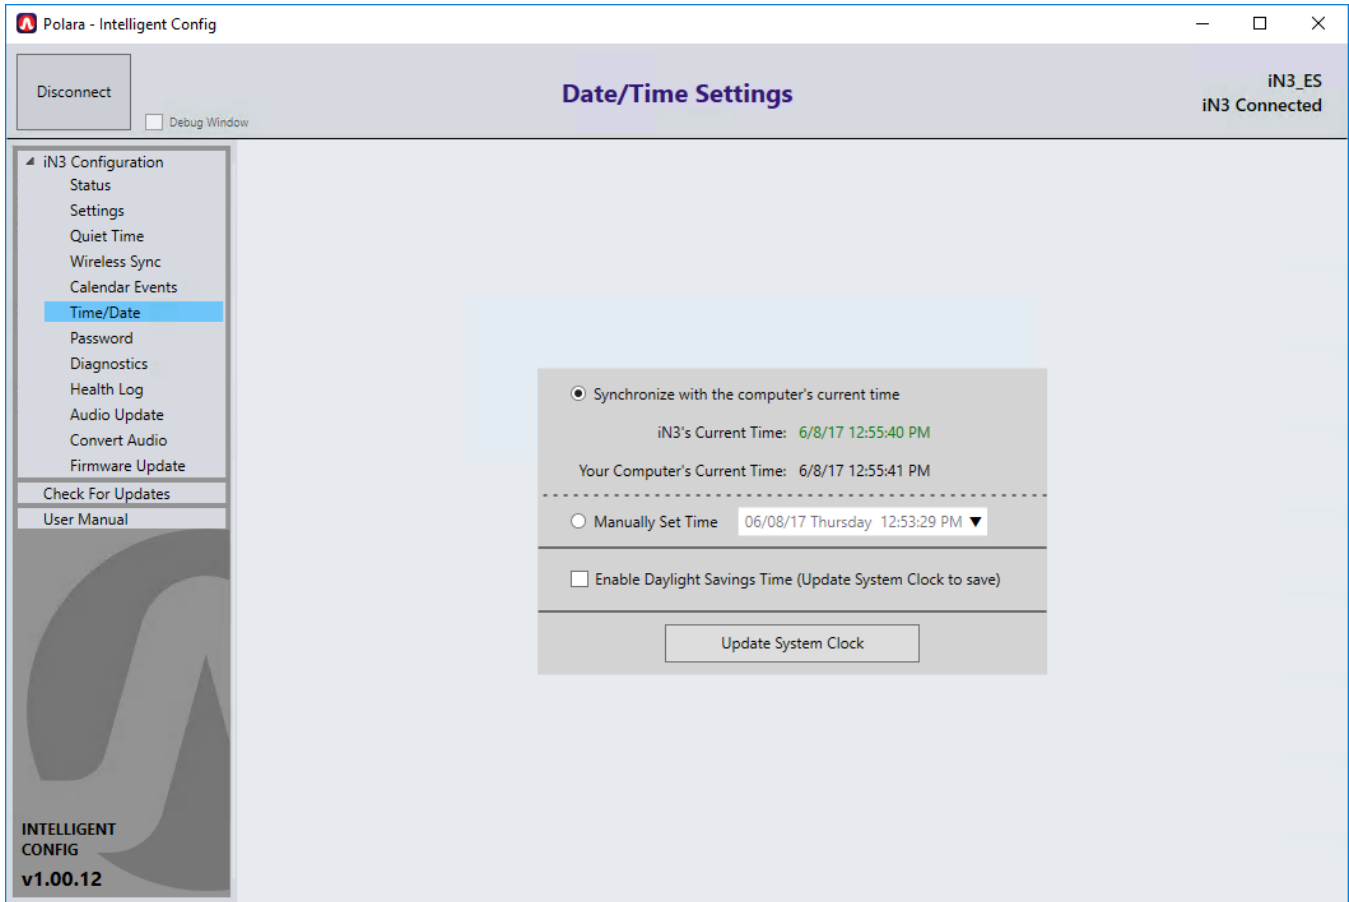 Polara - Intelligent Config
Disconnect
Debug Window
Date/Time Settings
iN3_ES
iN3 Connected
iN3 Configuration
Status
Settings
Quiet Time
Wireless Sync
Calendar Events
Time/Date
Password
Diagnostics
Health Log
Audio Update
Convert Audio
Firmware Update
Check For Updates
User Manual
INTELLIGENT
CONFIG
v1.00.12
Synchronize with the computer's current time
iN3's Current Time: 6/8/17 12:55:40 PM
Your Computer's Current Time: 6/8/17 12:55:41 PM
Manually Set Time 06/08/17 Thursday 12:53:29 PM
Enable Daylight Savings Time (Update System Clock to save)
Update System Clock